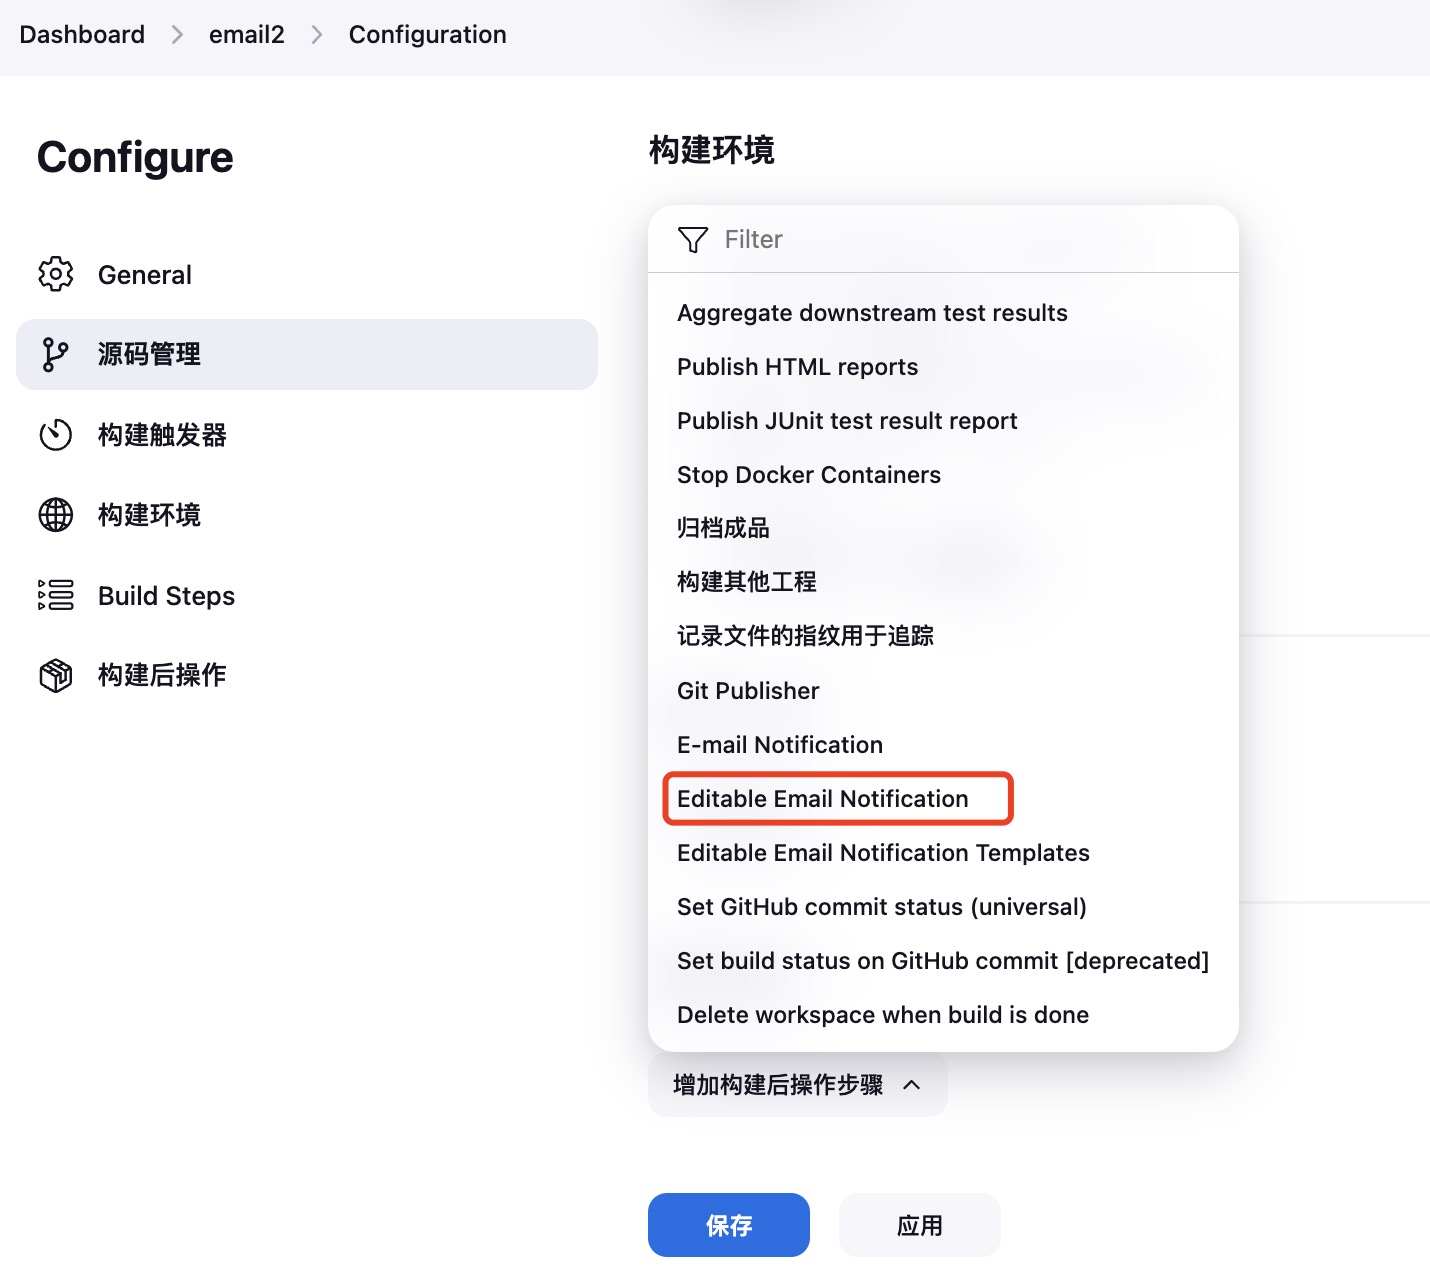 Dashboard > email2 > Configuration
Configure
General
源码管理
构建触发器
构建环境
Build Steps
构建后操作
构建环境
Filter
Aggregate downstream test results
Publish HTML reports
Publish JUnit test result report
Stop Docker Containers
归档成品
构建其他工程
记录文件的指纹用于追踪
Git Publisher
E-mail Notification
Editable Email Notification
Editable Email Notification Templates
Set GitHub commit status (universal)
Set build status on GitHub commit [deprecated]
Delete workspace when build is done
增加构建后操作步骤
保存
应用